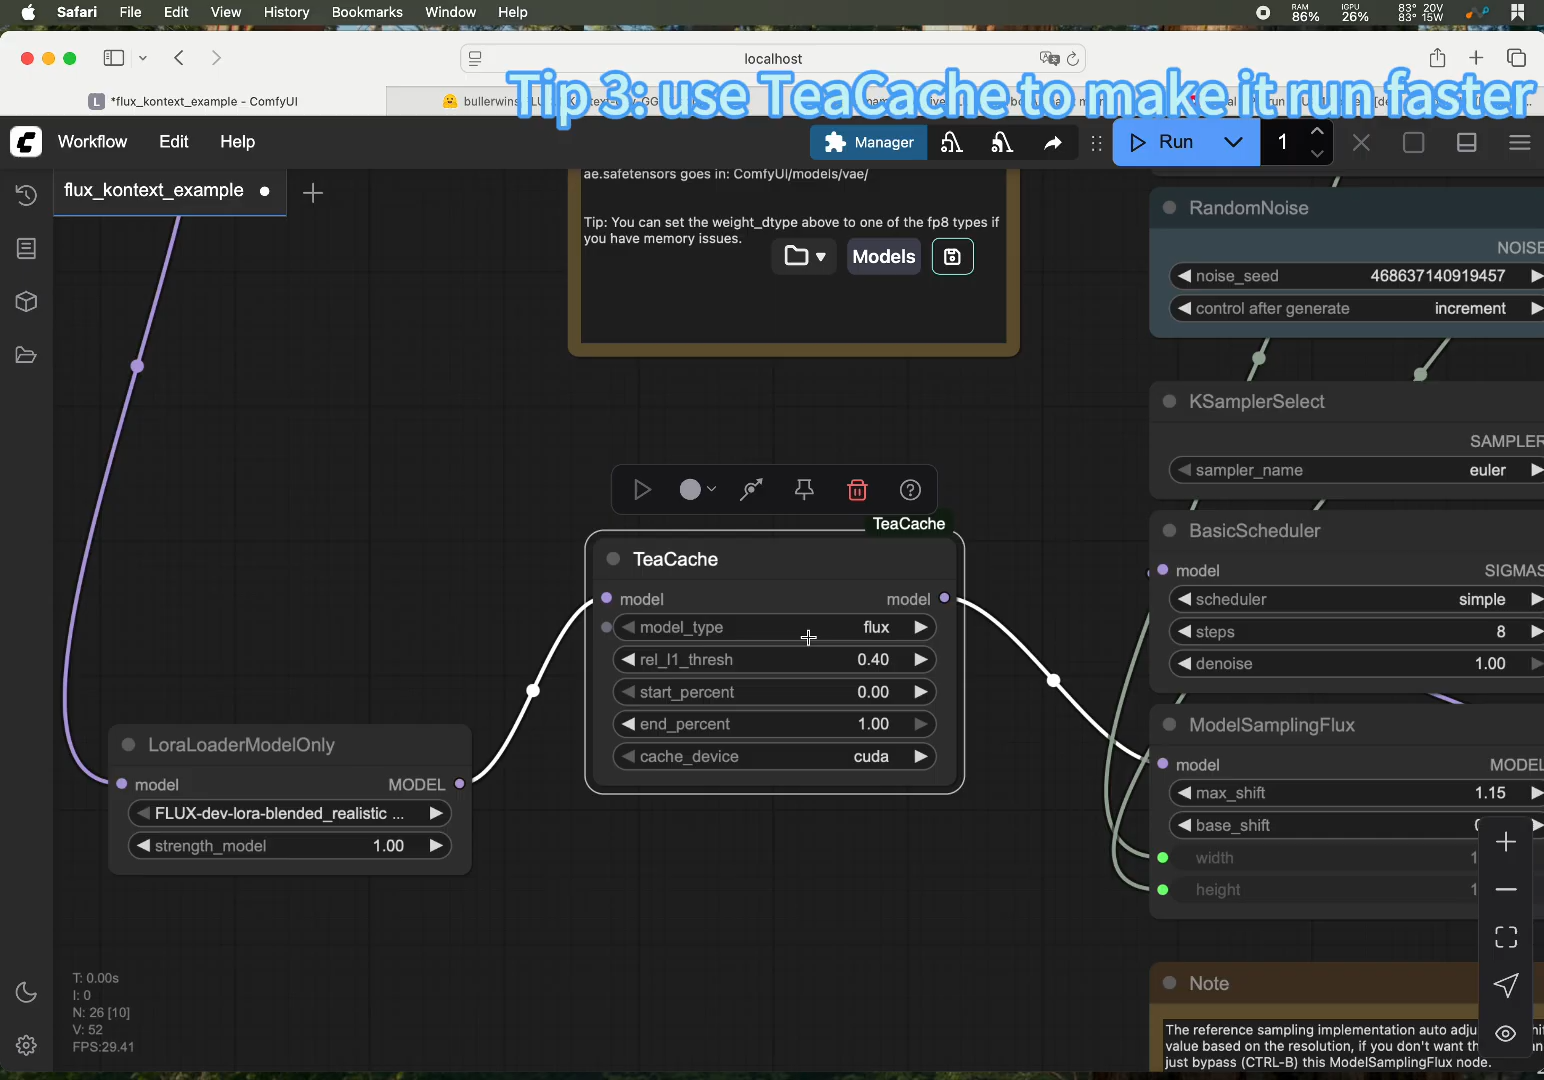 Safari File Edit View History Bookmarks Window Help
RAM 86% IGPU 26% 83° 20V 83° 15W
localhost
Tip 3: use TeaCache to make it run faster
L *flux_kontext_example - ComfyUI
Workflow Edit Help
Manager
Run
1
flux_kontext_example
ae.safetensors goes in: ComfyUI/models/vae/
Tip: You can set the weight_dtype above to one of the fp8 types if
you have memory issues.
Models
RandomNoise
NOISE
noise_seed 468637140919457
control after generate increment
KSamplerSelect
SAMPLER
sampler_name euler
TeaCache
TeaCache
model model
model_type flux
rel_l1_thresh 0.40
start_percent 0.00
end_percent 1.00
cache_device cuda
BasicScheduler
model SIGMAS
scheduler simple
steps 8
denoise 1.00
LoraLoaderModelOnly
model MODEL
FLUX-dev-lora-blended_realistic ...
strength_model 1.00
ModelSamplingFlux
model MODEL
max_shift 1.15
base_shift
width 1
height 1
T: 0.00s
I: 0
N: 26 [10]
V: 52
FPS:29.41
Note
The reference sampling implementation auto adju
value based on the resolution, if you don't want
just bypass (CTRL-B) this ModelSamplingFlux node.